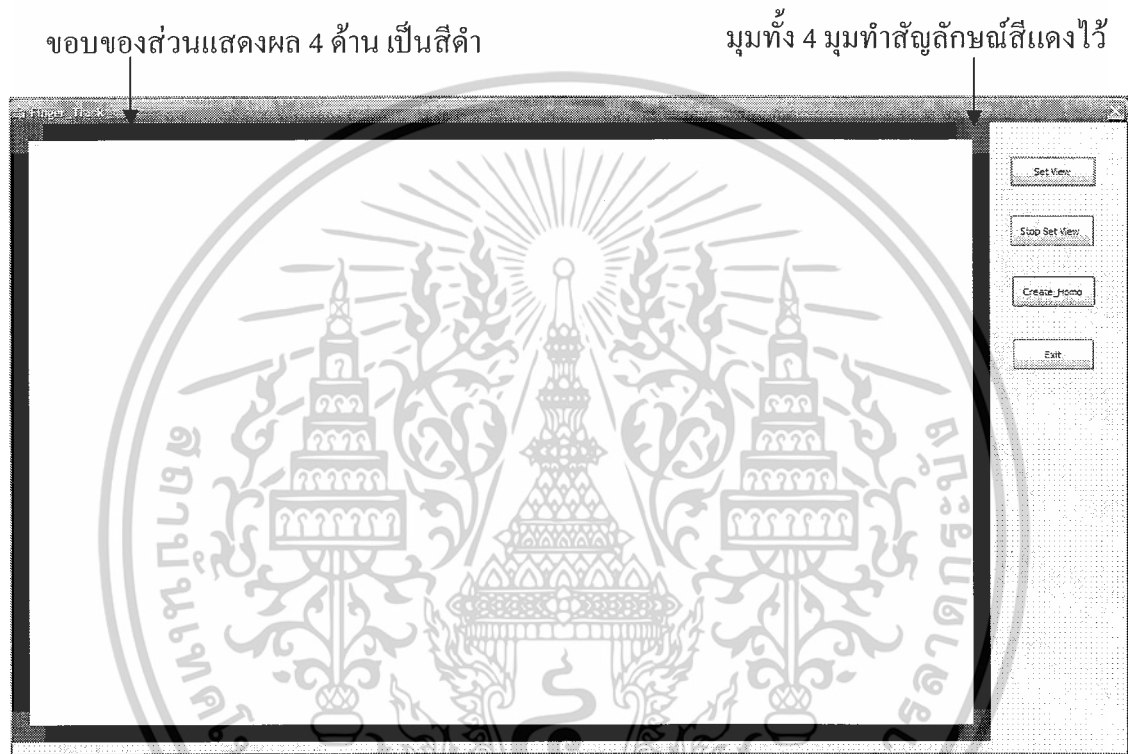 ขอบของส่วนแสดงผล 4 ด้าน เป็นสีดำ
มุมทั้ง 4 มุมทำสัญลักษณ์สีแดงไว้
Finger_Track
Set View
Stop Set View
Create_Homo
Exit